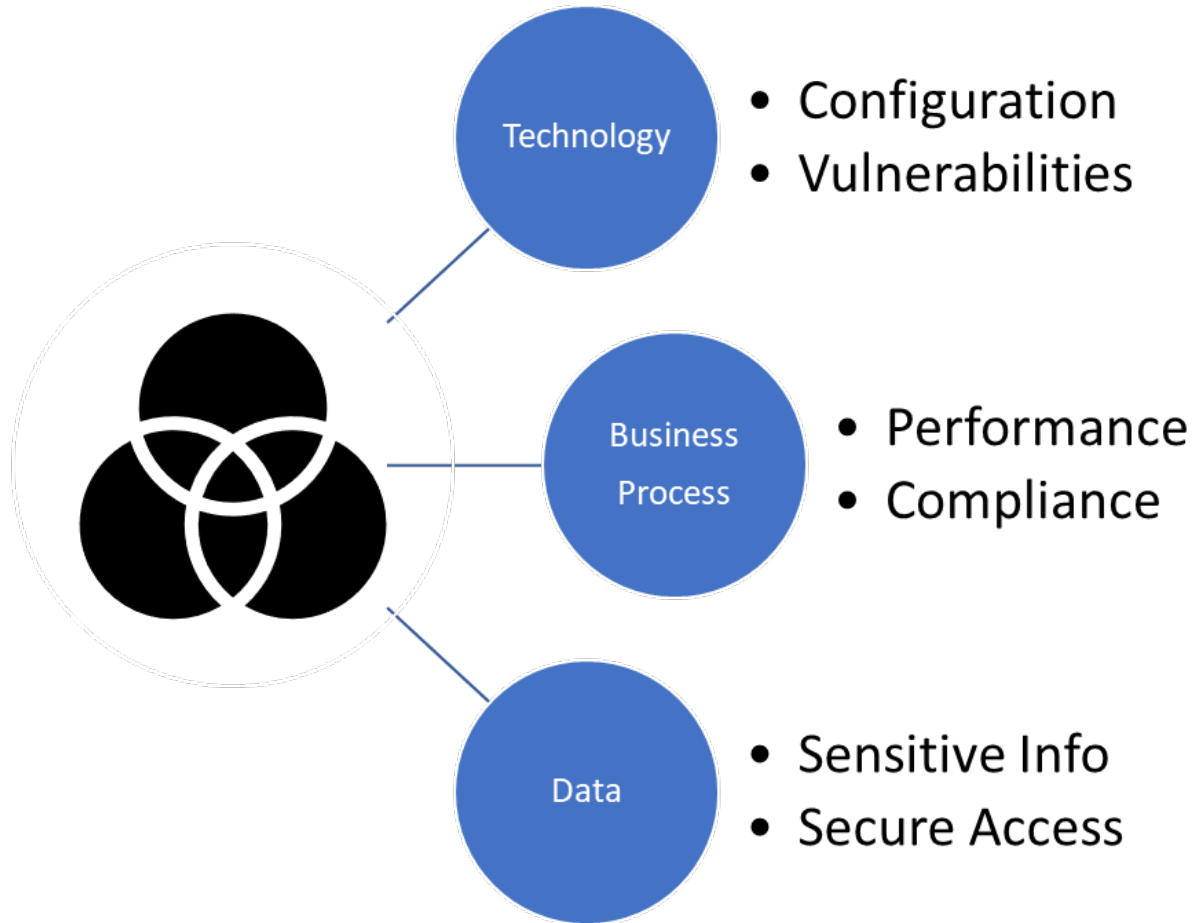 Technology
• Configuration
• Vulnerabilities
Business
Process
• Performance
• Compliance
Data
• Sensitive Info
• Secure Access